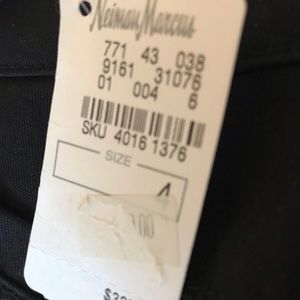 Neiman Marcus
771 43 038
9161 31076
01 004 6
SKU 4016 1376
SIZE
4